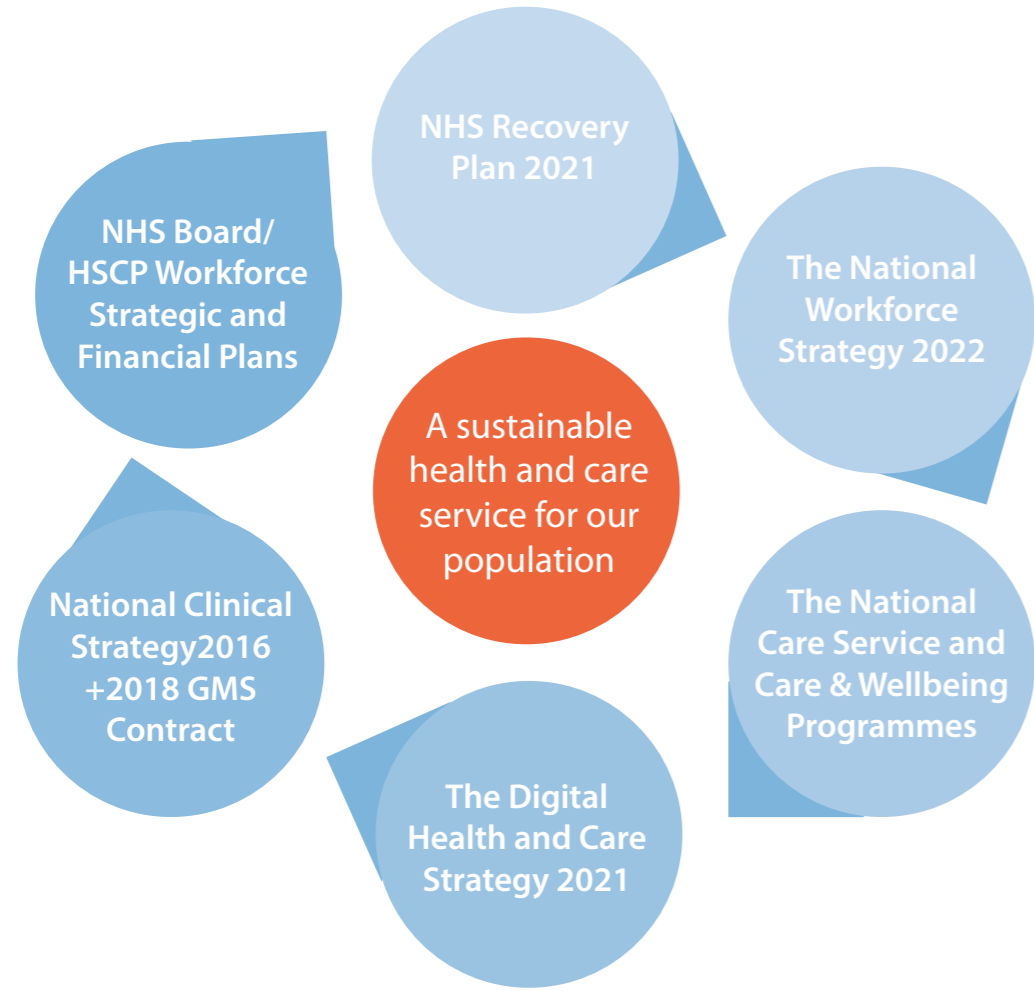 NHS Recovery
Plan 2021
The National
Workforce
Strategy 2022
The National
Care Service and
Care & Wellbeing
Programmes
The Digital
Health and Care
Strategy 2021
National Clinical
Strategy2016
+2018 GMS
Contract
NHS Board/
HSCP Workforce
Strategic and
Financial Plans
A sustainable
health and care
service for our
population